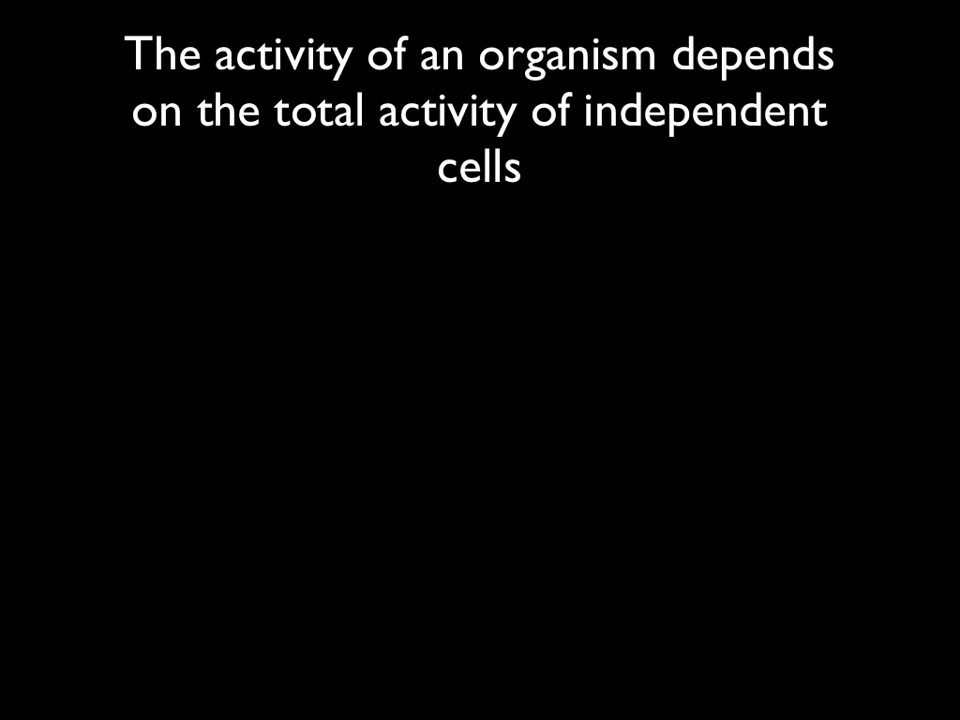 The activity of an organism depends
on the total activity of independent
cells